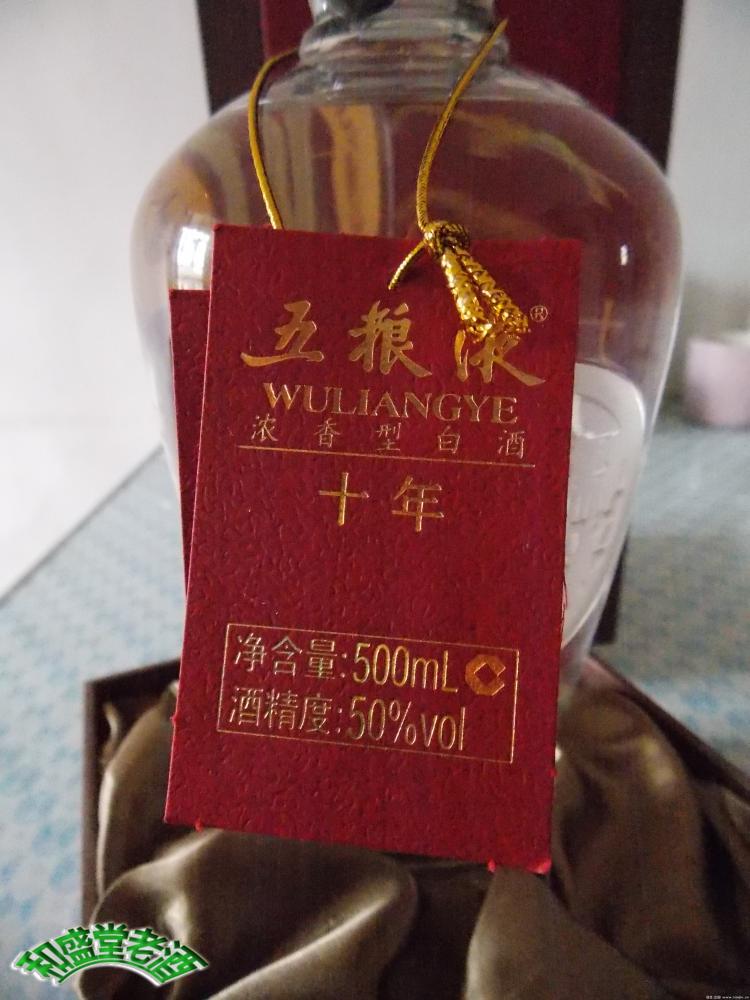 五粮液®
WULIANGYE
浓香型白酒
十年
净含量:500mL
酒精度:50%vol
和盛堂老酒